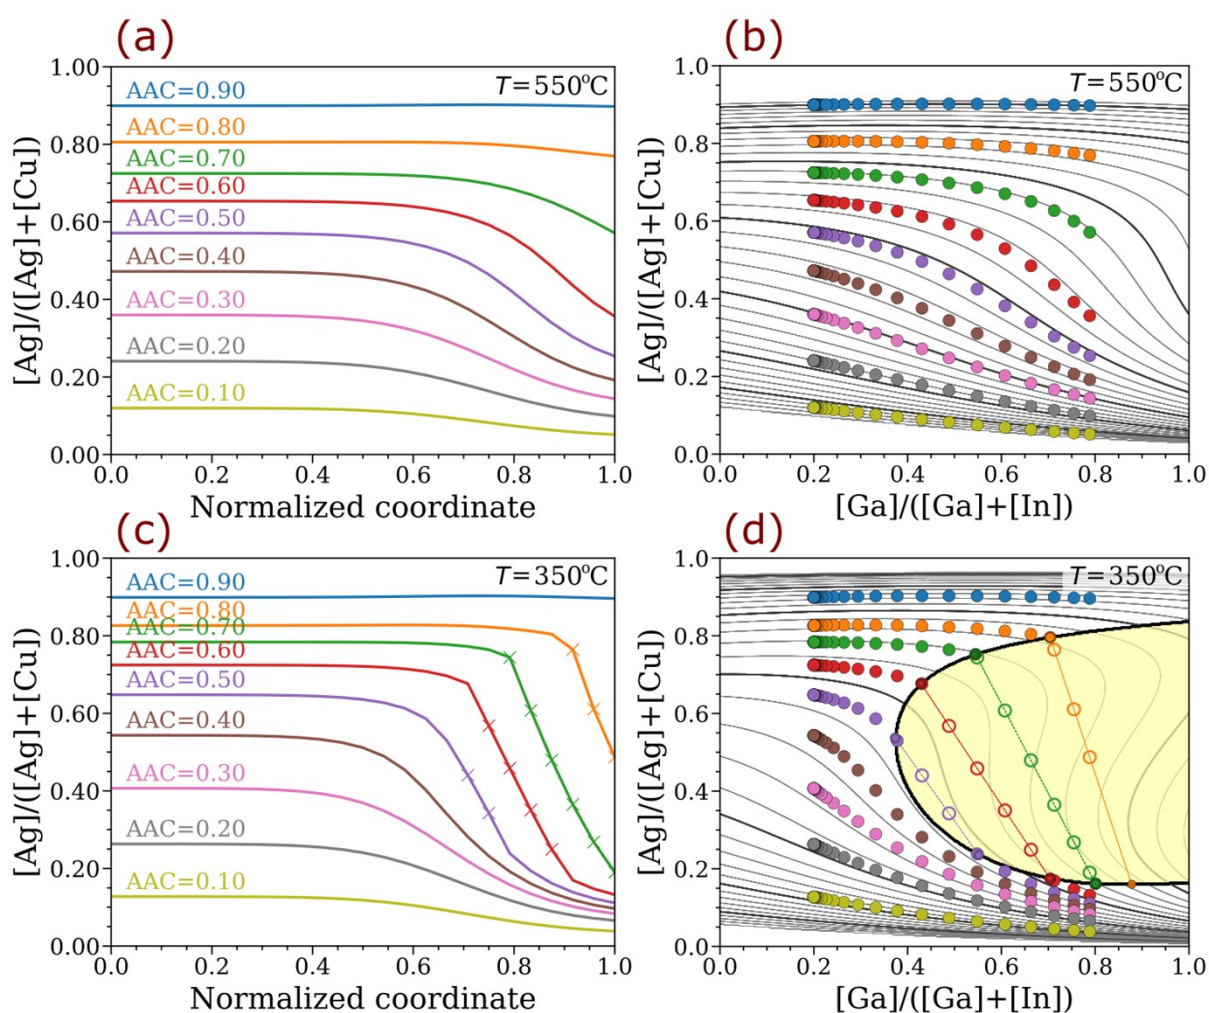 (a)
T=550°C
AAC=0.90
AAC=0.80
AAC=0.70
AAC=0.60
AAC=0.50
AAC=0.40
AAC=0.30
AAC=0.20
AAC=0.10
[Ag]/([Ag]+[Cu])
1.00
0.80
0.60
0.40
0.20
0.00
0.0 0.2 0.4 0.6 0.8 1.0
Normalized coordinate
(b)
T=550°C
[Ag]/([Ag]+[Cu])
1.0
0.8
0.6
0.4
0.2
0.0
0.0 0.2 0.4 0.6 0.8 1.0
[Ga]/([Ga]+[In])
(c)
T=350°C
AAC=0.90
AAC=0.80
AAC=0.70
AAC=0.60
AAC=0.50
AAC=0.40
AAC=0.30
AAC=0.20
AAC=0.10
[Ag]/([Ag]+[Cu])
1.00
0.80
0.60
0.40
0.20
0.00
0.0 0.2 0.4 0.6 0.8 1.0
Normalized coordinate
(d)
T=350°C
[Ag]/([Ag]+[Cu])
1.0
0.8
0.6
0.4
0.2
0.0
0.0 0.2 0.4 0.6 0.8 1.0
[Ga]/([Ga]+[In])